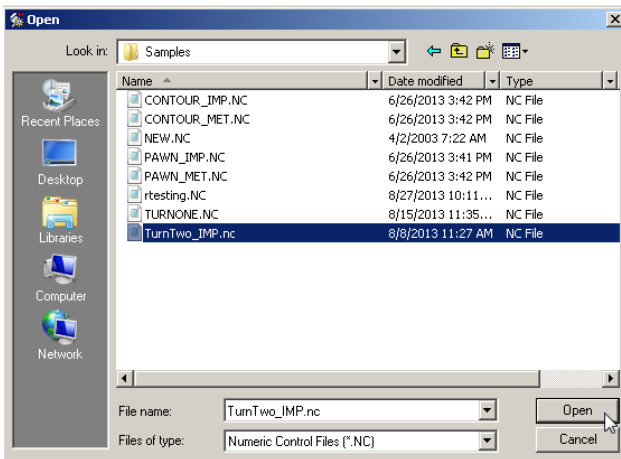 Open
Look in: Samples
Name Date modified Type
CONTOUR_IMP.NC 6/26/2013 3:42 PM NC File
CONTOUR_MET.NC 6/26/2013 3:42 PM NC File
NEW.NC 4/2/2003 7:22 AM NC File
PAWN_IMP.NC 6/26/2013 3:41 PM NC File
PAWN_MET.NC 6/26/2013 3:42 PM NC File
rtesting.NC 8/27/2013 10:11... NC File
TURNONE.NC 8/15/2013 11:35... NC File
TurnTwo_IMP.nc 8/8/2013 11:27 AM NC File
Recent Places
Desktop
Libraries
Computer
Network
File name: TurnTwo_IMP.nc Open
Files of type: Numeric Control Files (*.NC) Cancel